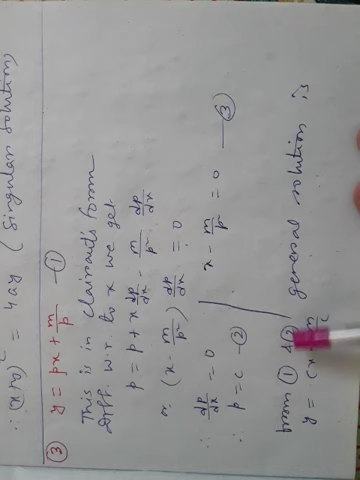 ∴ (x+a)² = 4ay (Singular Solution)
③ y = px + m/p —①
This is in Clairaut's form
Diff. w.r. to x we get
p = p + x dp/dx - m/p² dp/dx
or (x - m/p²) dp/dx = 0
∴ dp/dx = 0
p = c —②
x - m/p² = 0 —③
from ① & ② general solution is
y = cx + m/c